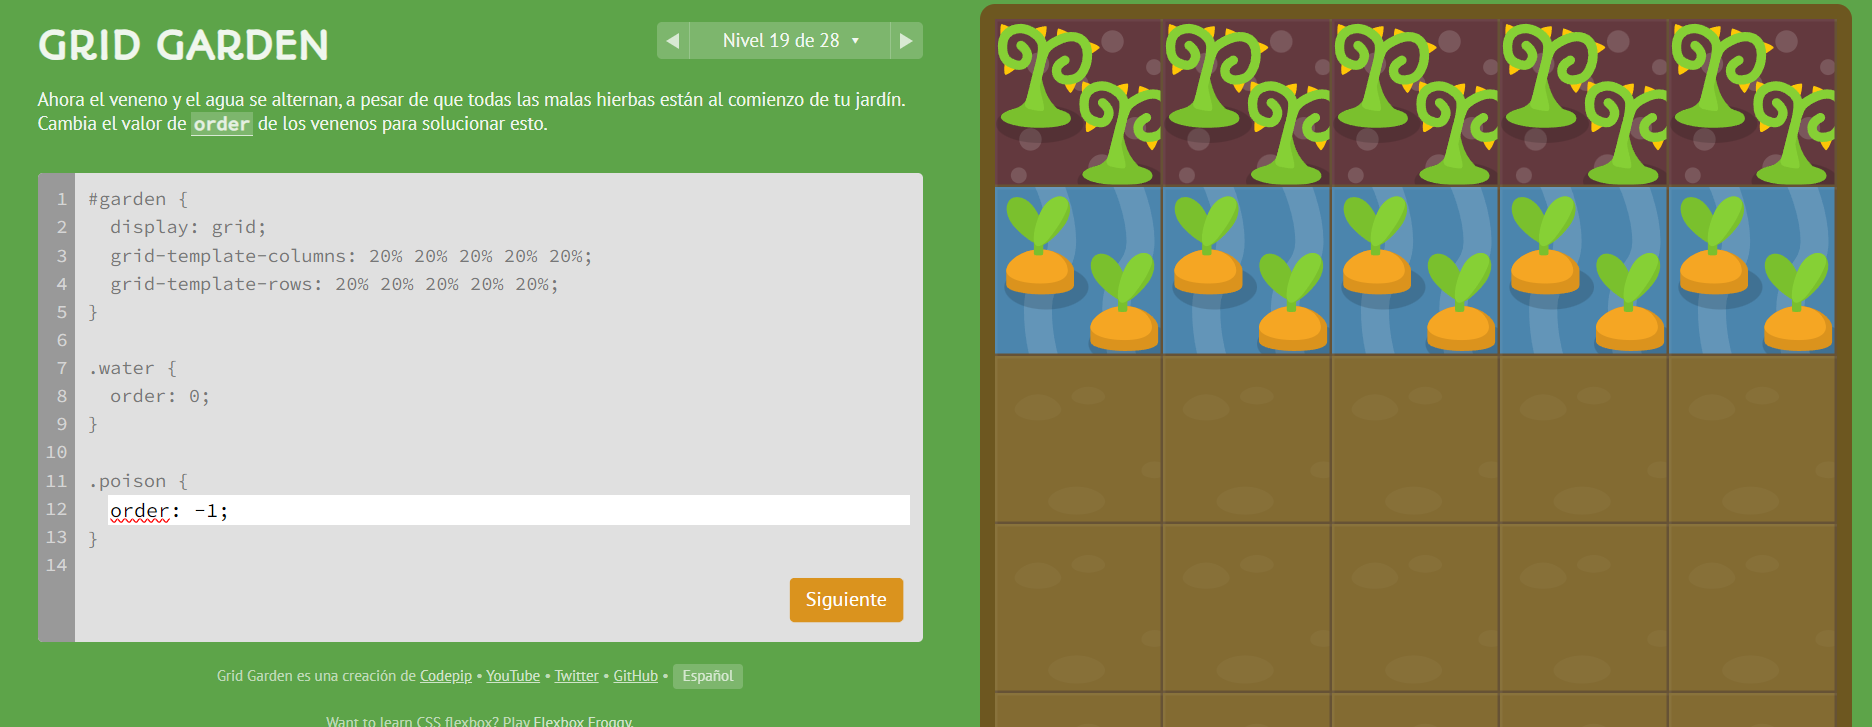 GRID GARDEN
◀ Nivel 19 de 28 ▼ ▶
Ahora el veneno y el agua se alternan, a pesar de que todas las malas hierbas están al comienzo de tu jardín.
Cambia el valor de order de los venenos para solucionar esto.
1 #garden {
2 display: grid;
3 grid-template-columns: 20% 20% 20% 20% 20%;
4 grid-template-rows: 20% 20% 20% 20% 20%;
5 }
6
7 .water {
8 order: 0;
9 }
10
11 .poison {
12 order: -1;
13 }
14
Siguiente
Grid Garden es una creación de Codepip • YouTube • Twitter • GitHub • Español
Want to learn CSS flexbox? Play Flexbox Froggy.